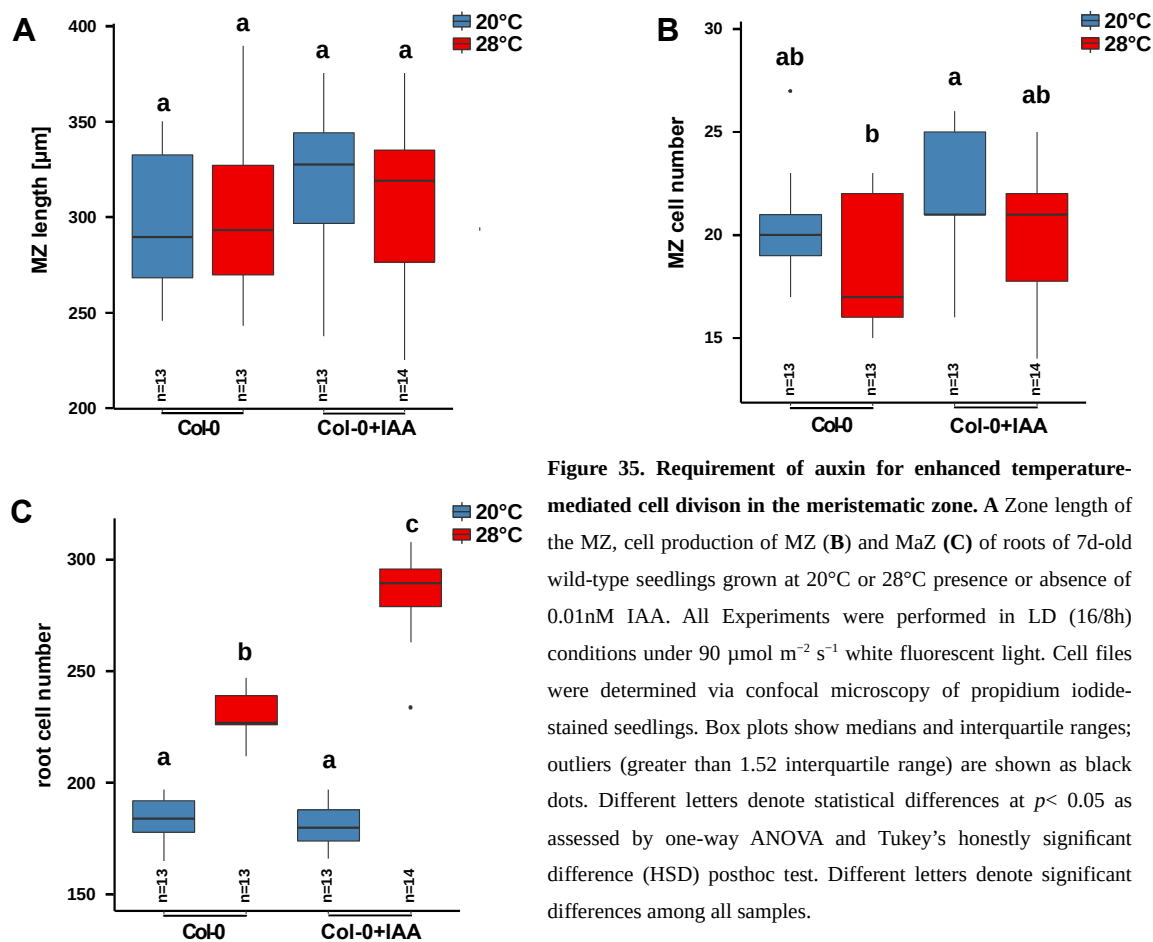 A
MZ length [µm]
400
350
300
250
200
a
a
a
a
20°C
28°C
n=13
n=13
n=13
n=14
Col-0
Col-0+IAA
B
MZ cell number
30
25
20
15
ab
b
a
ab
20°C
28°C
n=13
n=13
n=13
n=14
Col-0
Col-0+IAA
C
root cell number
300
250
200
150
a
b
a
c
20°C
28°C
n=13
n=13
n=13
n=14
Col-0
Col-0+IAA
Figure 35. Requirement of auxin for enhanced temperature-
mediated cell divison in the meristematic zone. A Zone length of
the MZ, cell production of MZ (B) and MaZ (C) of roots of 7d-old
wild-type seedlings grown at 20°C or 28°C presence or absence of
0.01nM IAA. All Experiments were performed in LD (16/8h)
conditions under 90 µmol m⁻² s⁻¹ white fluorescent light. Cell files
were determined via confocal microscopy of propidium iodide-
stained seedlings. Box plots show medians and interquartile ranges;
outliers (greater than 1.52 interquartile range) are shown as black
dots. Different letters denote statistical differences at p< 0.05 as
assessed by one-way ANOVA and Tukey’s honestly significant
difference (HSD) posthoc test. Different letters denote significant
differences among all samples.